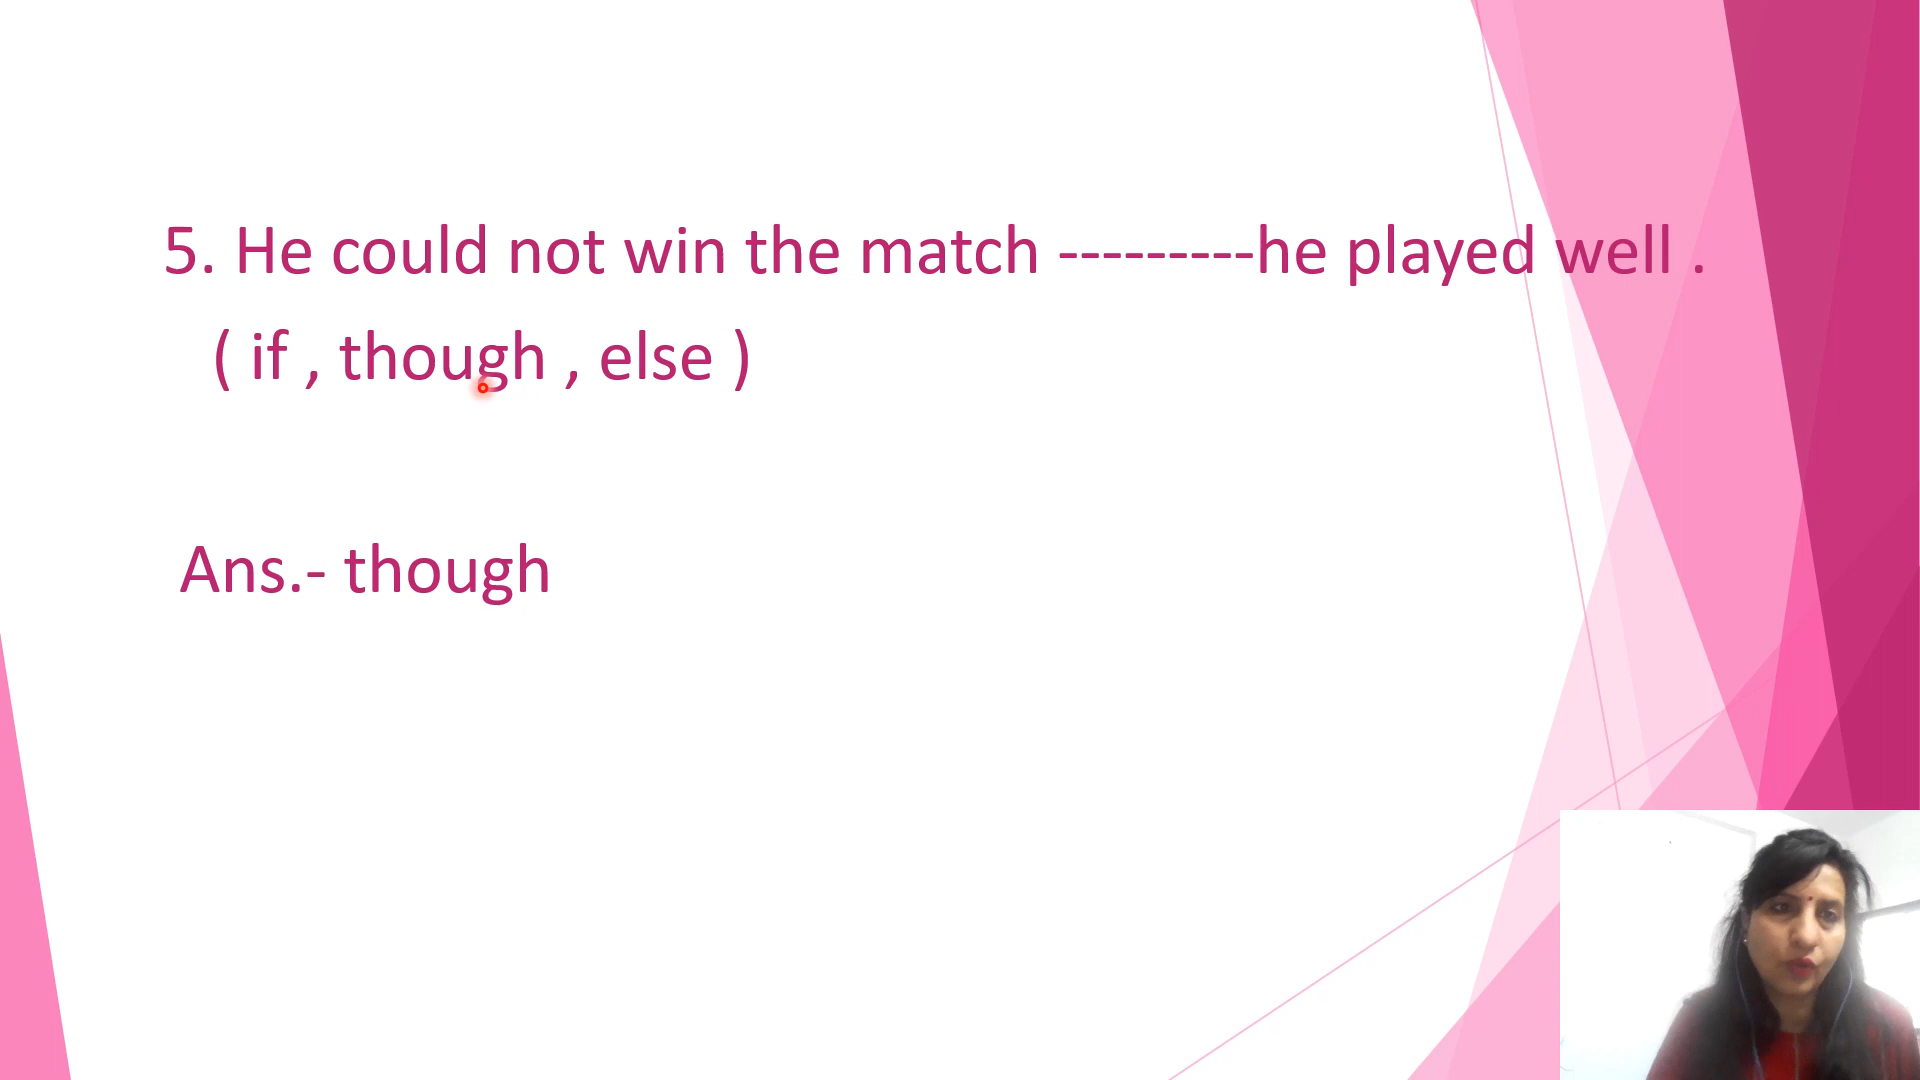 5. He could not win the match ---------he played well .
( if , though , else )
Ans.- though